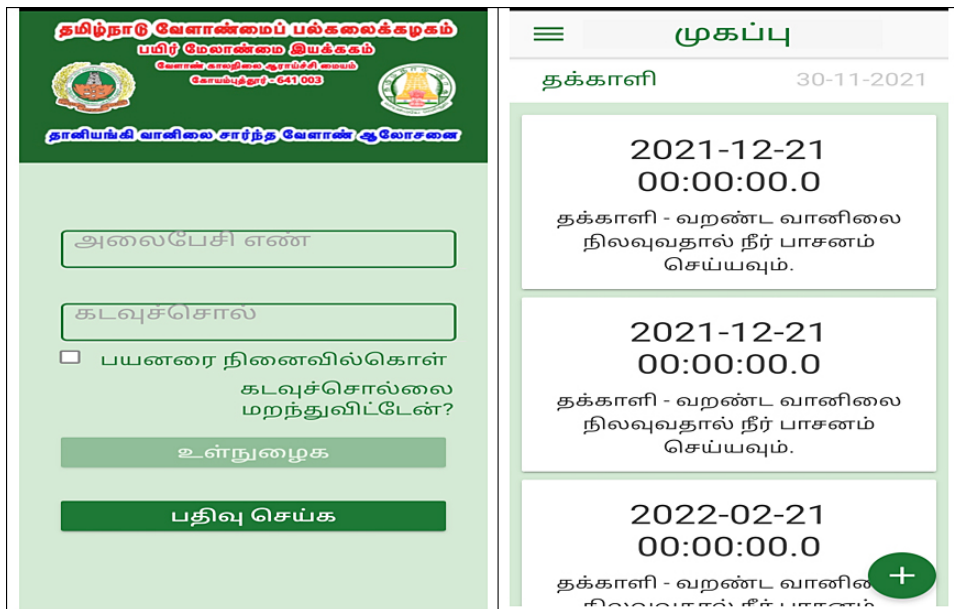 தமிழ்நாடு வேளாண்மைப் பல்கலைக்கழகம்
பயிர் மேலாண்மை இயக்ககம்
வேளாண் காலநிலை ஆராய்ச்சி மையம்
கோயம்புத்தூர் - 641 003
தானியங்கி வானிலை சார்ந்த வேளாண் ஆலோசனை
அலைபேசி எண்
கடவுச்சொல்
பயனரை நினைவில்கொள்
கடவுச்சொல்லை
மறந்துவிட்டேன்?
உள்நுழைக
பதிவு செய்க
முகப்பு
தக்காளி 30-11-2021
2021-12-21
00:00:00.0
தக்காளி - வறண்ட வானிலை
நிலவுவதால் நீர் பாசனம்
செய்யவும்.
2021-12-21
00:00:00.0
தக்காளி - வறண்ட வானிலை
நிலவுவதால் நீர் பாசனம்
செய்யவும்.
2022-02-21
00:00:00.0
தக்காளி - வறண்ட